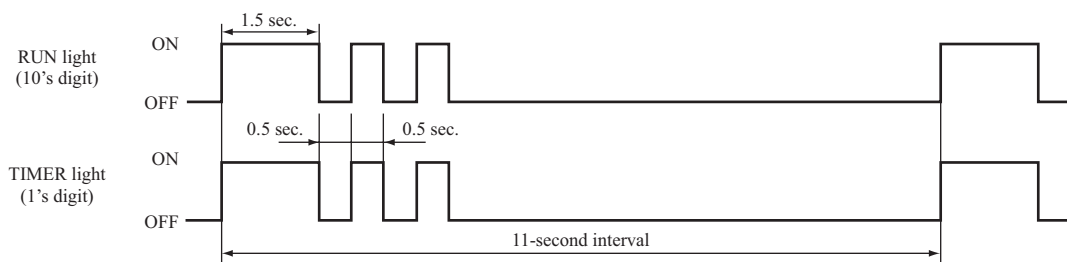 1.5 sec.
ON
RUN light
(10’s digit)
OFF
0.5 sec.
0.5 sec.
ON
TIMER light
(1’s digit)
OFF
11-second interval